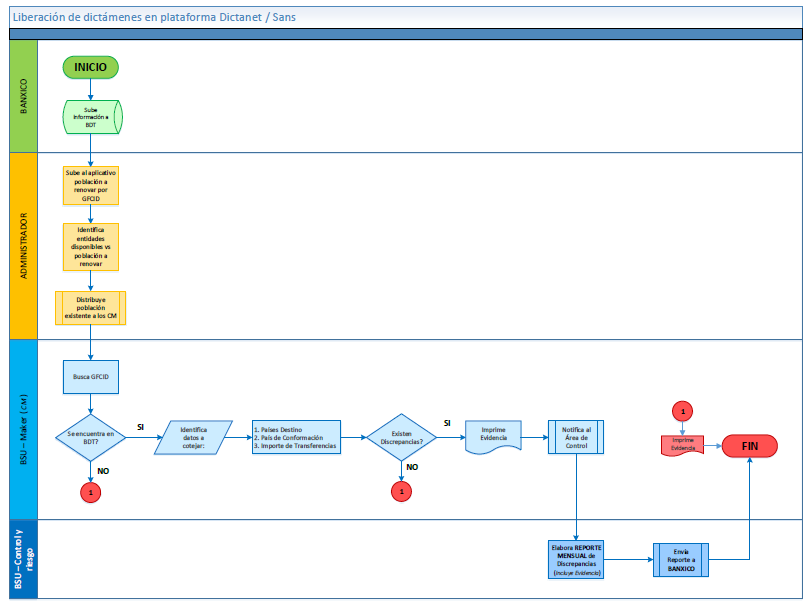 Liberación de dictámenes en plataforma Dictanet / Sans
BANXICO
INICIO
Sube
Información a
BDT
ADMINISTRADOR
Sube al aplicativo
población a
renovar por
GFCID
Identifica
entidades
disponibles vs
población a
renovar
Distribuye
población
existente a los CM
BSU – Maker ( CM )
Busca GFCID
Se encuentra en
BDT?
SI
NO
1
Identifica
datos a
cotejar:
1. Países Destino
2. País de Conformación
3. Importe de Transferencias
Existen
Discrepancias?
SI
NO
1
Imprime
Evidencia
Notifica al
Área de
Control
1
Imprime
Evidencia
FIN
BSU – Control y
riesgo
Elabora REPORTE
MENSUAL de
Discrepancias
(Incluye Evidencia)
Envía
Reporte a
BANXICO